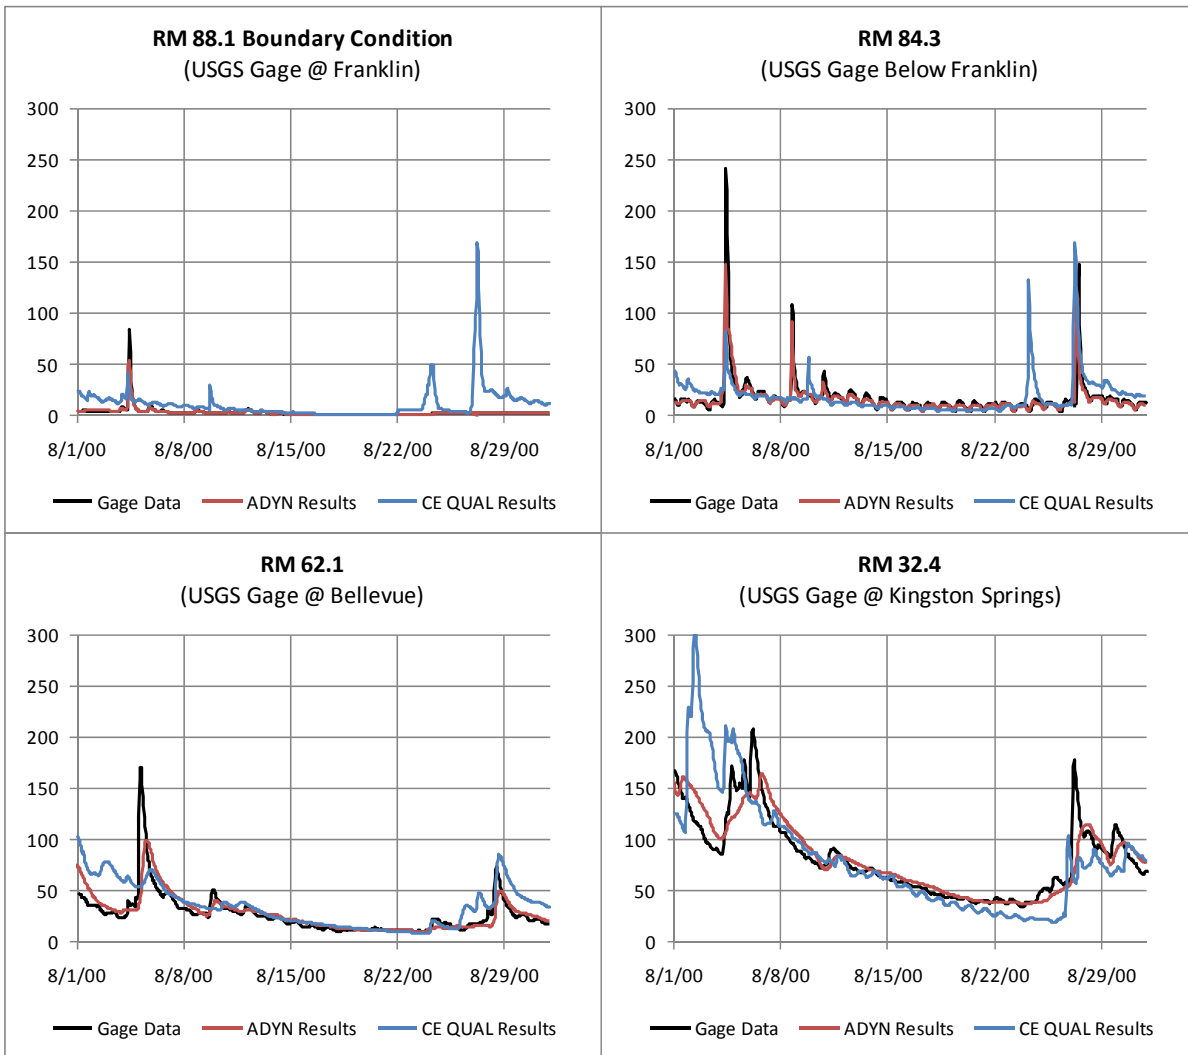 RM 88.1 Boundary Condition
(USGS Gage @ Franklin)
300
250
200
150
100
50
0
8/1/00 8/8/00 8/15/00 8/22/00 8/29/00
Gage Data ADYN Results CE QUAL Results
RM 84.3
(USGS Gage Below Franklin)
300
250
200
150
100
50
0
8/1/00 8/8/00 8/15/00 8/22/00 8/29/00
Gage Data ADYN Results CE QUAL Results
RM 62.1
(USGS Gage @ Bellevue)
300
250
200
150
100
50
0
8/1/00 8/8/00 8/15/00 8/22/00 8/29/00
Gage Data ADYN Results CE QUAL Results
RM 32.4
(USGS Gage @ Kingston Springs)
300
250
200
150
100
50
0
8/1/00 8/8/00 8/15/00 8/22/00 8/29/00
Gage Data ADYN Results CE QUAL Results